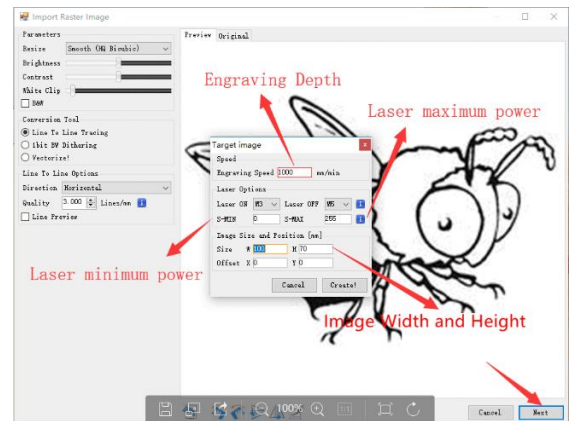 Import Raster Image
Parameters
Resize Smooth (HQ Bicubic)
Brightness
Contrast
White Clip
B&W
Conversion Tool
Line To Line Tracing
1bit BW Dithering
Vectorize!
Line To Line Options
Direction Horizontal
Quality 3.000 Lines/mm
Line Preview
Preview Original
Engraving Depth
Laser maximum power
Target image
Speed
Engraving Speed 1000 mm/min
Laser Options
Laser ON M3 Laser OFF M5
S-MIN 0 S-MAX 255
Image Size and Position [mm]
Size W 100 H 70
Offset X 0 Y 0
Cancel Create!
Laser minimum power
Image Width and Height
100%
1:1
Cancel Next